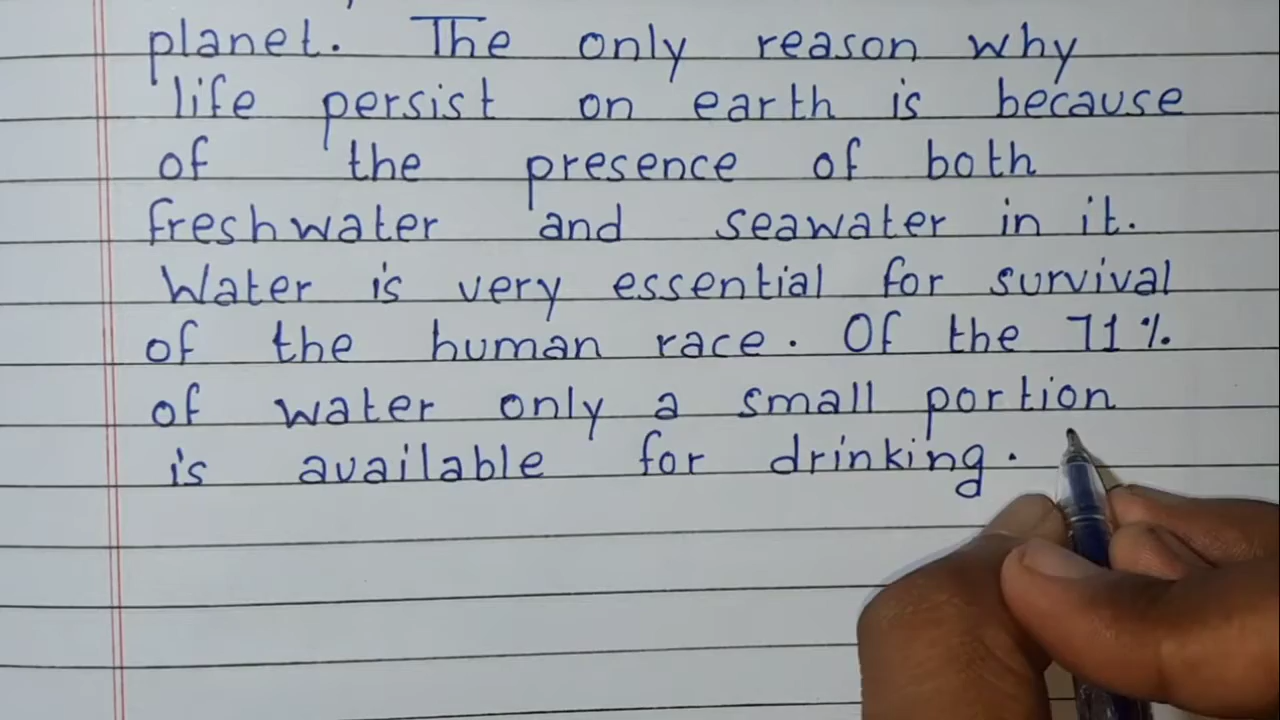 planet. The only reason why
life persist on earth is because
of the presence of both
freshwater and seawater in it.
Water is very essential for survival
of the human race. Of the 71%
of water only a small portion
is available for drinking.